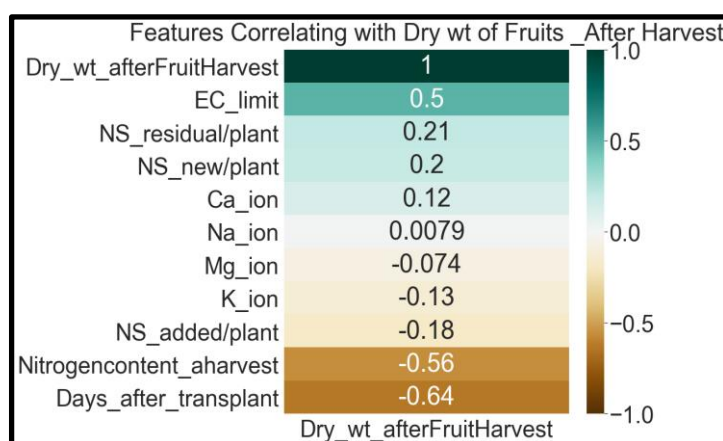 Features Correlating with Dry wt of Fruits _After Harvest
Dry_wt_afterFruitHarvest 1
EC_limit 0.5
NS_residual/plant 0.21
NS_new/plant 0.2
Ca_ion 0.12
Na_ion 0.0079
Mg_ion -0.074
K_ion -0.13
NS_added/plant -0.18
Nitrogencontent_aharvest -0.56
Days_after_transplant -0.64
Dry_wt_afterFruitHarvest
1.0
0.5
0.0
−0.5
−1.0